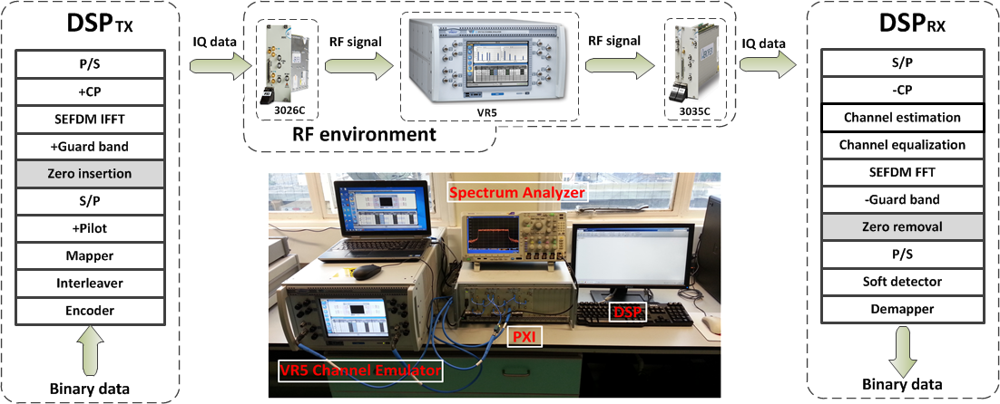 DSPTX
P/S
+CP
SEFDM IFFT
+Guard band
Zero insertion
S/P
+Pilot
Mapper
Interleaver
Encoder
Binary data
IQ data
RF signal
RF signal
IQ data
3026C
VR5
3035C
RF environment
Spectrum Analyzer
DSP
PXI
VR5 Channel Emulator
DSPRX
S/P
-CP
Channel estimation
Channel equalization
SEFDM FFT
-Guard band
Zero removal
P/S
Soft detector
Demapper
Binary data